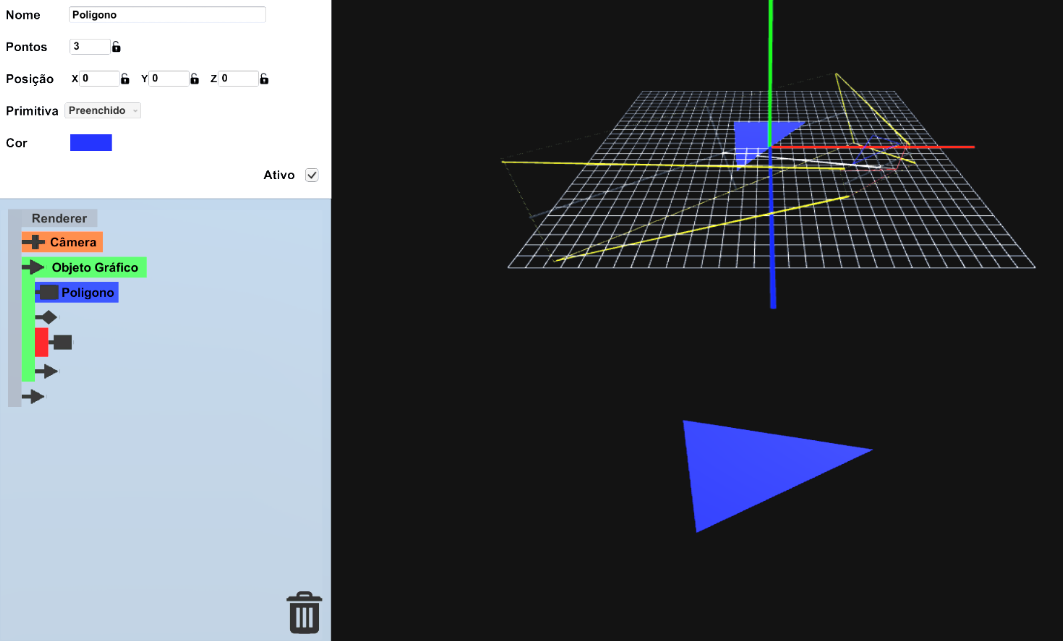 Nome Poligono
Pontos 3
Posição X 0 Y 0 Z 0
Primitiva Preenchido
Cor
Ativo
Renderer
Câmera
Objeto Gráfico
Poligono